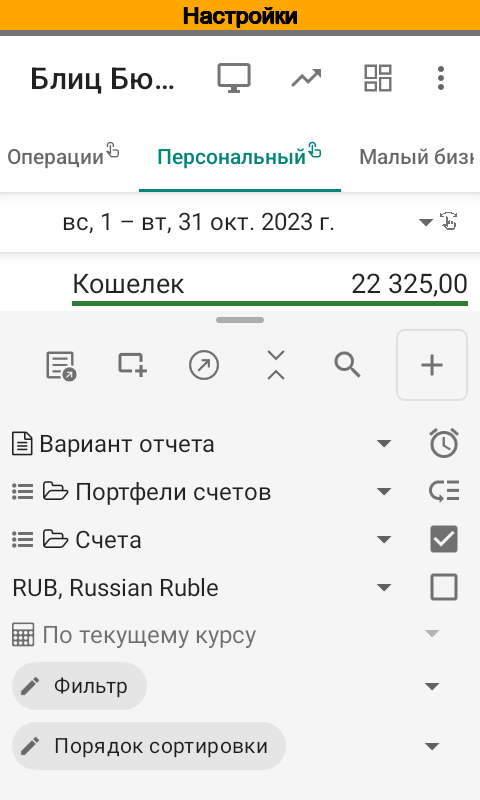 Настройки
Блиц Бю...
Операции Персональный Малый бизн
вс, 1 – вт, 31 окт. 2023 г.
Кошелек 22 325,00
Вариант отчета
Портфели счетов
Счета
RUB, Russian Ruble
По текущему курсу
Фильтр
Порядок сортировки